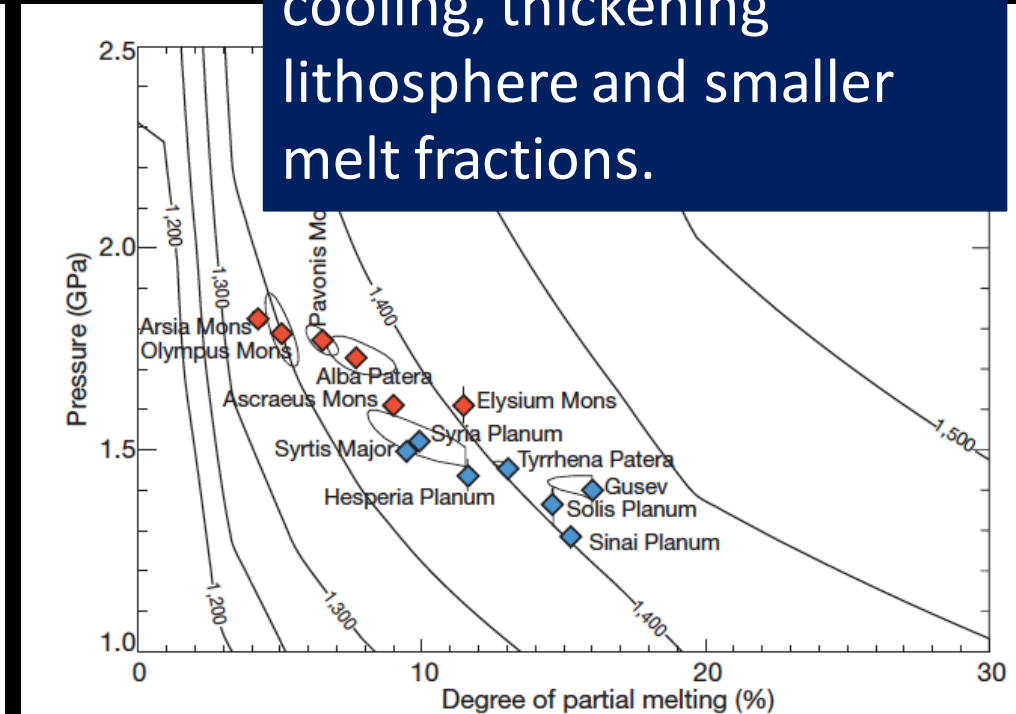 cooling, thickening
lithosphere and smaller
melt fractions.
2.5
2.0
1.5
1.0
Pressure (GPa)
1,200
1,300
1,400
1,500
Pavonis Mo
Arsia Mons
Olympus Mons
Alba Patera
Ascraeus Mons
Elysium Mons
Syria Planum
Syrtis Major
Tyrrhena Patera
Hesperia Planum
Gusev
Solis Planum
Sinai Planum
1,200
1,300
1,400
0
10
20
30
Degree of partial melting (%)